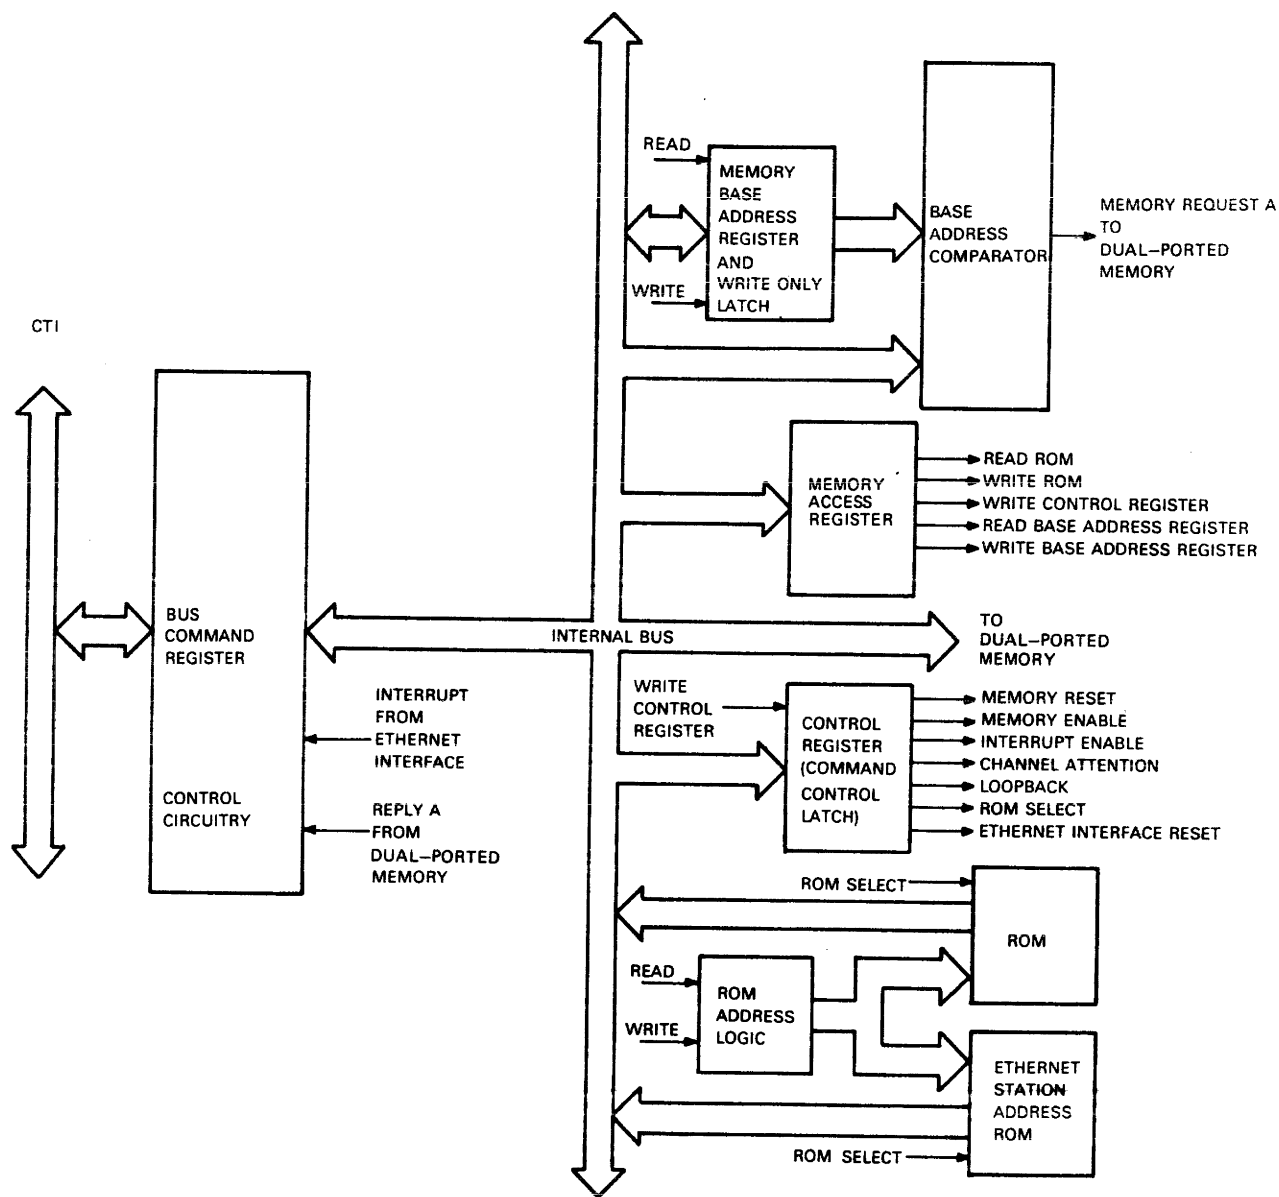 READ
MEMORY
BASE
ADDRESS
REGISTER
AND
WRITE ONLY
LATCH
WRITE
BASE
ADDRESS
COMPARATOR
MEMORY REQUEST A
TO
DUAL–PORTED
MEMORY
CTI
MEMORY
ACCESS
REGISTER
READ ROM
WRITE ROM
WRITE CONTROL REGISTER
READ BASE ADDRESS REGISTER
WRITE BASE ADDRESS REGISTER
BUS
COMMAND
REGISTER
INTERNAL BUS
TO
DUAL–PORTED
MEMORY
INTERRUPT
FROM
ETHERNET
INTERFACE
WRITE
CONTROL
REGISTER
CONTROL
REGISTER
(COMMAND
CONTROL
LATCH)
MEMORY RESET
MEMORY ENABLE
INTERRUPT ENABLE
CHANNEL ATTENTION
LOOPBACK
ROM SELECT
ETHERNET INTERFACE RESET
CONTROL
CIRCUITRY
REPLY A
FROM
DUAL–PORTED
MEMORY
ROM SELECT
ROM
READ
WRITE
ROM
ADDRESS
LOGIC
ETHERNET
STATION
ADDRESS
ROM
ROM SELECT